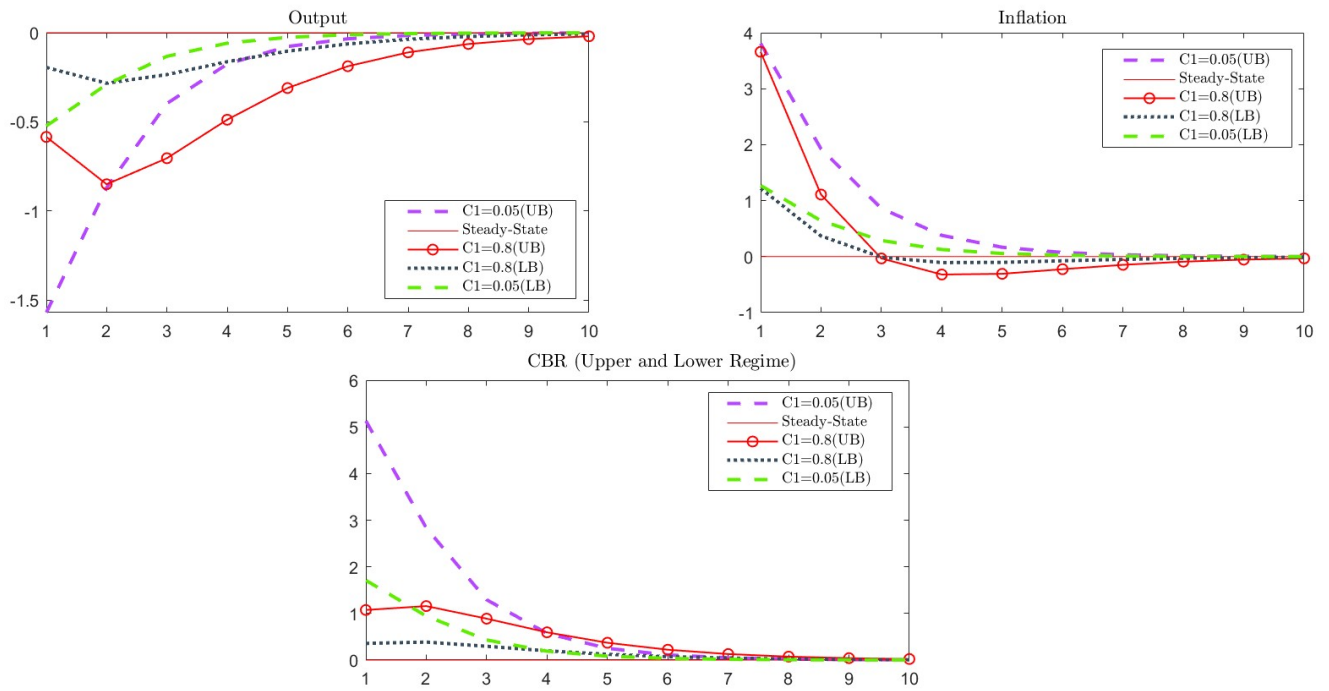 Output
0
-0.5
-1
-1.5
1 2 3 4 5 6 7 8 9 10
C1=0.05(UB)
Steady-State
C1=0.8(UB)
C1=0.8(LB)
C1=0.05(LB)
Inflation
4
3
2
1
0
-1
1 2 3 4 5 6 7 8 9 10
C1=0.05(UB)
Steady-State
C1=0.8(UB)
C1=0.8(LB)
C1=0.05(LB)
CBR (Upper and Lower Regime)
6
5
4
3
2
1
0
1 2 3 4 5 6 7 8 9 10
C1=0.05(UB)
Steady-State
C1=0.8(UB)
C1=0.8(LB)
C1=0.05(LB)